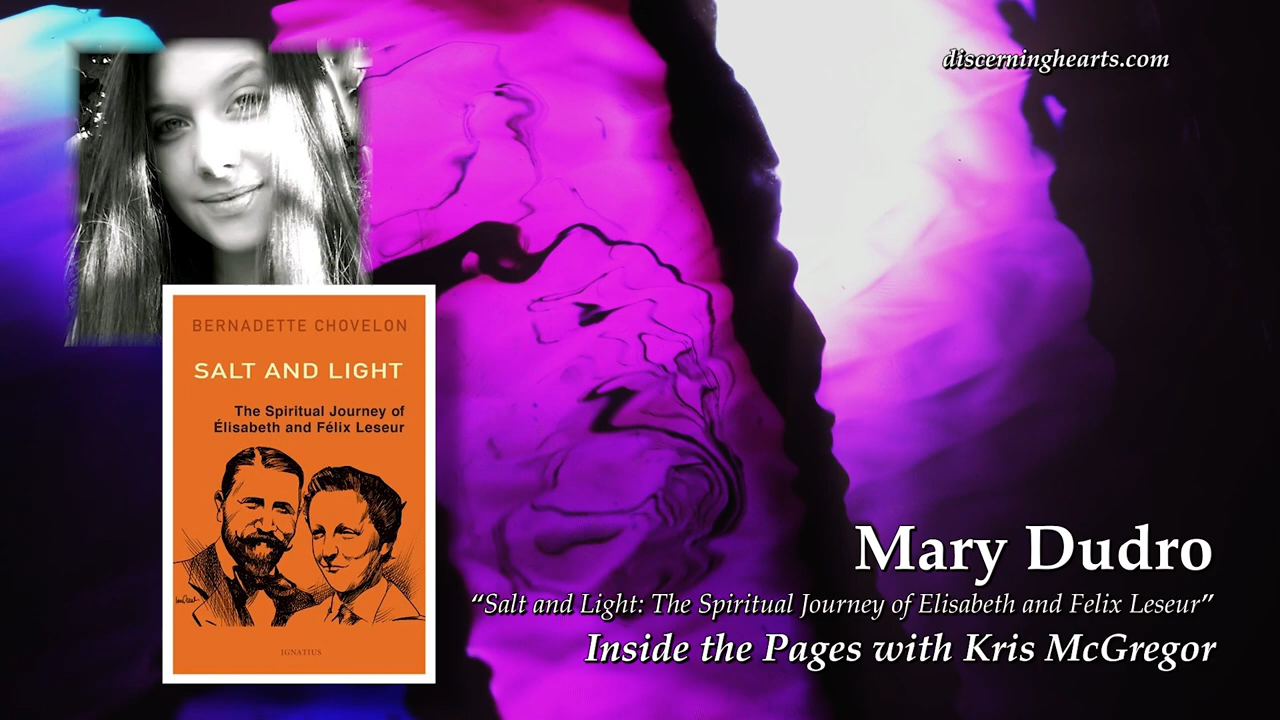 discerninghearts.com
BERNADETTE CHOVELON
SALT AND LIGHT
The Spiritual Journey of
Élisabeth and Félix Leseur
IGNATIUS
Mary Dudro
“Salt and Light: The Spiritual Journey of Elisabeth and Felix Leseur”
Inside the Pages with Kris McGregor